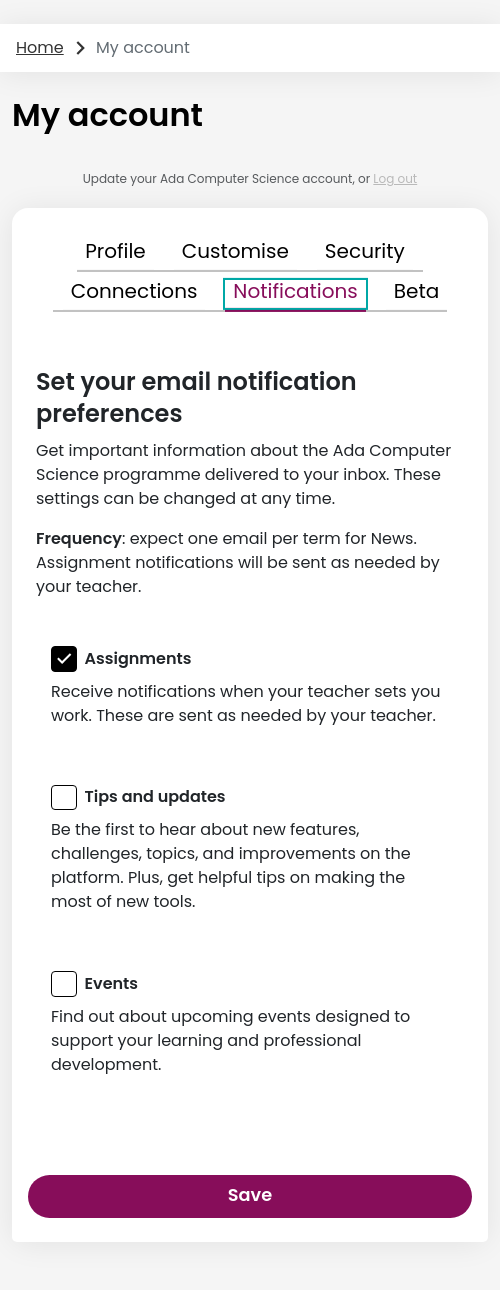 Home > My account
My account
Update your Ada Computer Science account, or Log out
Profile Customise Security
Connections Notifications Beta
Set your email notification
preferences
Get important information about the Ada Computer
Science programme delivered to your inbox. These
settings can be changed at any time.
Frequency: expect one email per term for News.
Assignment notifications will be sent as needed by
your teacher.
Assignments
Receive notifications when your teacher sets you
work. These are sent as needed by your teacher.
Tips and updates
Be the first to hear about new features,
challenges, topics, and improvements on the
platform. Plus, get helpful tips on making the
most of new tools.
Events
Find out about upcoming events designed to
support your learning and professional
development.
Save